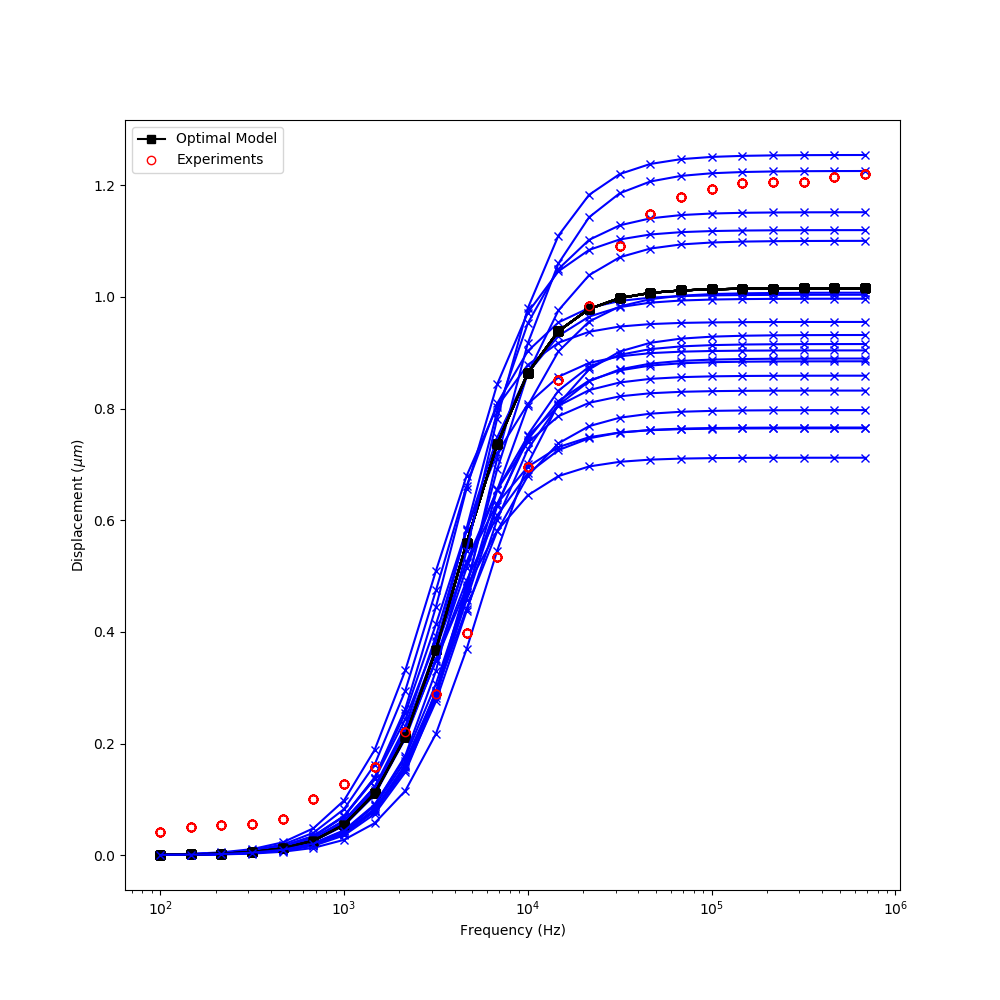 Optimal Model
Experiments
1.2
1.0
0.8
0.6
0.4
0.2
0.0
Displacement (μm)
10² 10³ 10⁴ 10⁵ 10⁶
Frequency (Hz)